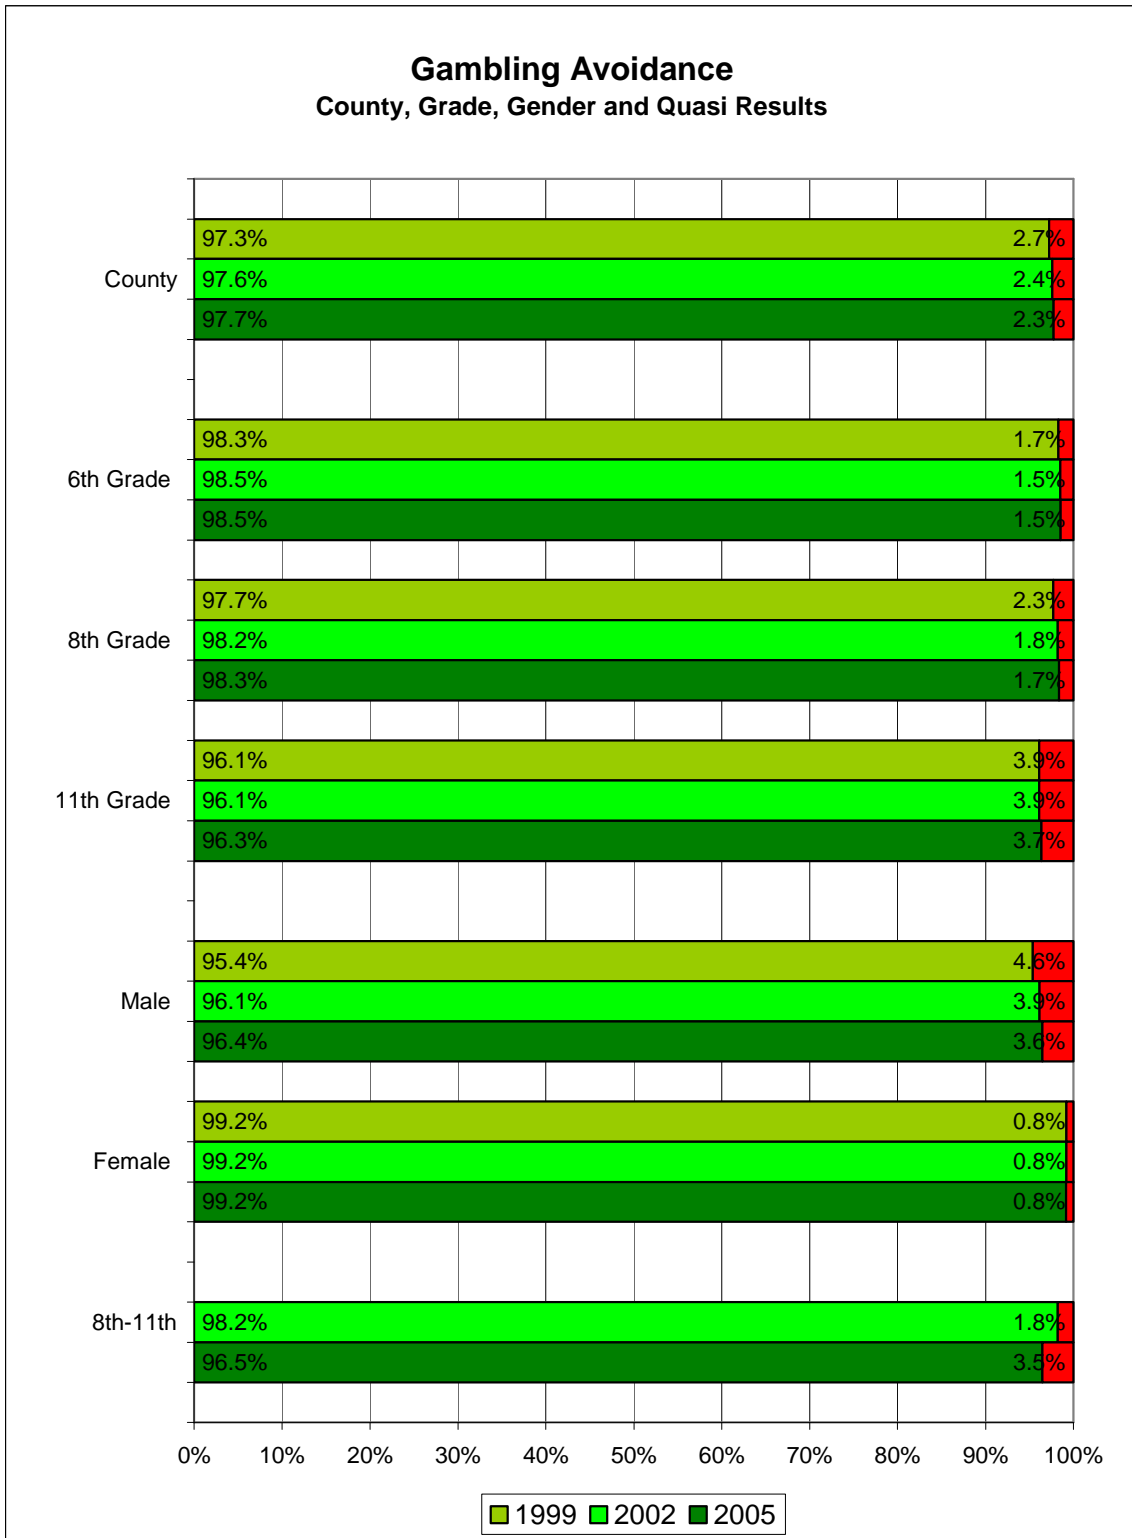 Gambling Avoidance
County, Grade, Gender and Quasi Results
97.3% 2.7%
County 97.6% 2.4%
97.7% 2.3%
98.3% 1.7%
6th Grade 98.5% 1.5%
98.5% 1.5%
97.7% 2.3%
8th Grade 98.2% 1.8%
98.3% 1.7%
96.1% 3.9%
11th Grade 96.1% 3.9%
96.3% 3.7%
95.4% 4.6%
Male 96.1% 3.9%
96.4% 3.6%
99.2% 0.8%
Female 99.2% 0.8%
99.2% 0.8%
8th-11th 98.2% 1.8%
96.5% 3.5%
0% 10% 20% 30% 40% 50% 60% 70% 80% 90% 100%
1999 2002 2005